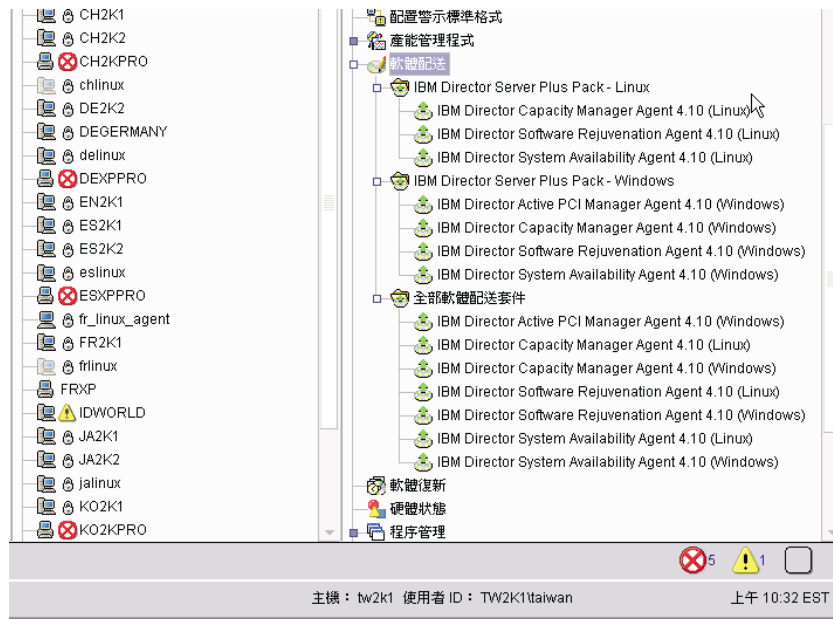 CH2K1
CH2K2
CH2KPRO
chlinux
DE2K2
DEGERMANY
delinux
DEXPPRO
EN2K1
ES2K1
ES2K2
eslinux
ESXPPRO
fr_linux_agent
FR2K1
frlinux
FRXP
IDWORLD
JA2K1
JA2K2
jalinux
KO2K1
KO2KPRO
配置警示標準格式
產能管理程式
軟體配送
IBM Director Server Plus Pack - Linux
IBM Director Capacity Manager Agent 4.10 (Linux)
IBM Director Software Rejuvenation Agent 4.10 (Linux)
IBM Director System Availability Agent 4.10 (Linux)
IBM Director Server Plus Pack - Windows
IBM Director Active PCI Manager Agent 4.10 (Windows)
IBM Director Capacity Manager Agent 4.10 (Windows)
IBM Director Software Rejuvenation Agent 4.10 (Windows)
IBM Director System Availability Agent 4.10 (Windows)
全部軟體配送套件
IBM Director Active PCI Manager Agent 4.10 (Windows)
IBM Director Capacity Manager Agent 4.10 (Linux)
IBM Director Capacity Manager Agent 4.10 (Windows)
IBM Director Software Rejuvenation Agent 4.10 (Linux)
IBM Director Software Rejuvenation Agent 4.10 (Windows)
IBM Director System Availability Agent 4.10 (Linux)
IBM Director System Availability Agent 4.10 (Windows)
軟體復新
硬體狀態
程序管理
5 1
主機： tw2k1 使用者 ID： TW2K1\taiwan 上午 10:32 EST